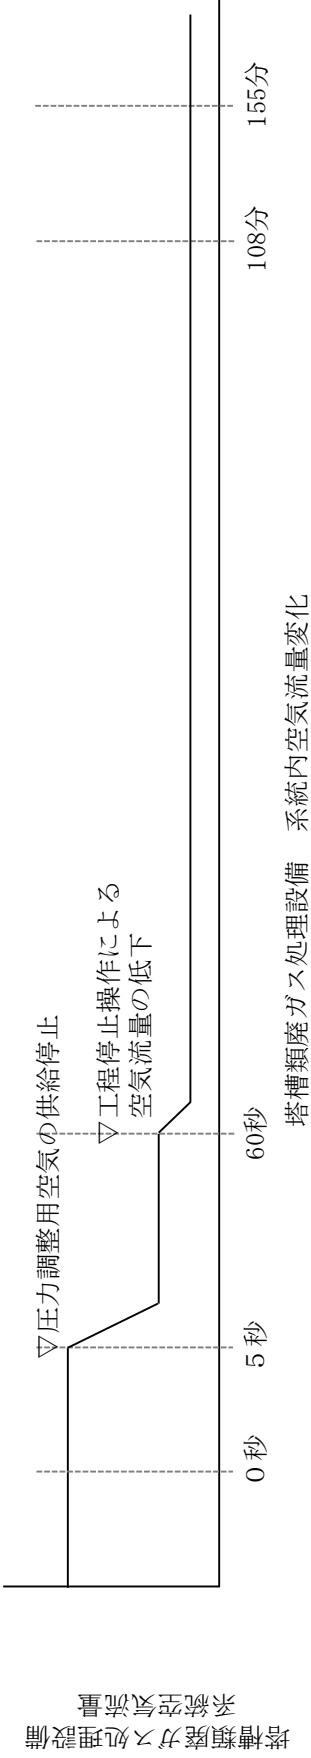 塔槽類廃ガス処理設備
系統空気流量
▽圧力調整用空気の供給停止
▽工程停止操作による
空気流量の低下
0秒
5秒
60秒
108分
155分
塔槽類廃ガス処理設備 系統内空気流量変化